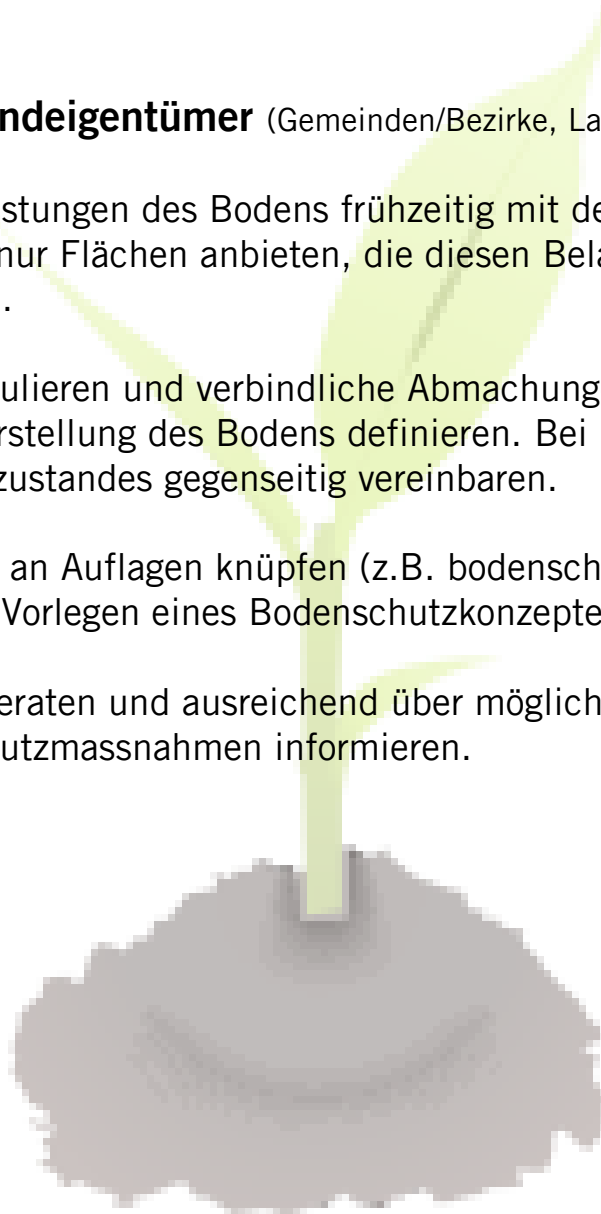 ndeigentümer (Gemeinden/Bezirke, La
stungen des Bodens frühzeitig mit de
nur Flächen anbieten, die diesen Bela
.
ulieren und verbindliche Abmachung
rstellung des Bodens definieren. Bei
zustandes gegenseitig vereinbaren.
an Auflagen knüpfen (z.B. bodensch
Vorlegen eines Bodenschutzkonzepte
eraten und ausreichend über möglich
utzmassnahmen informieren.